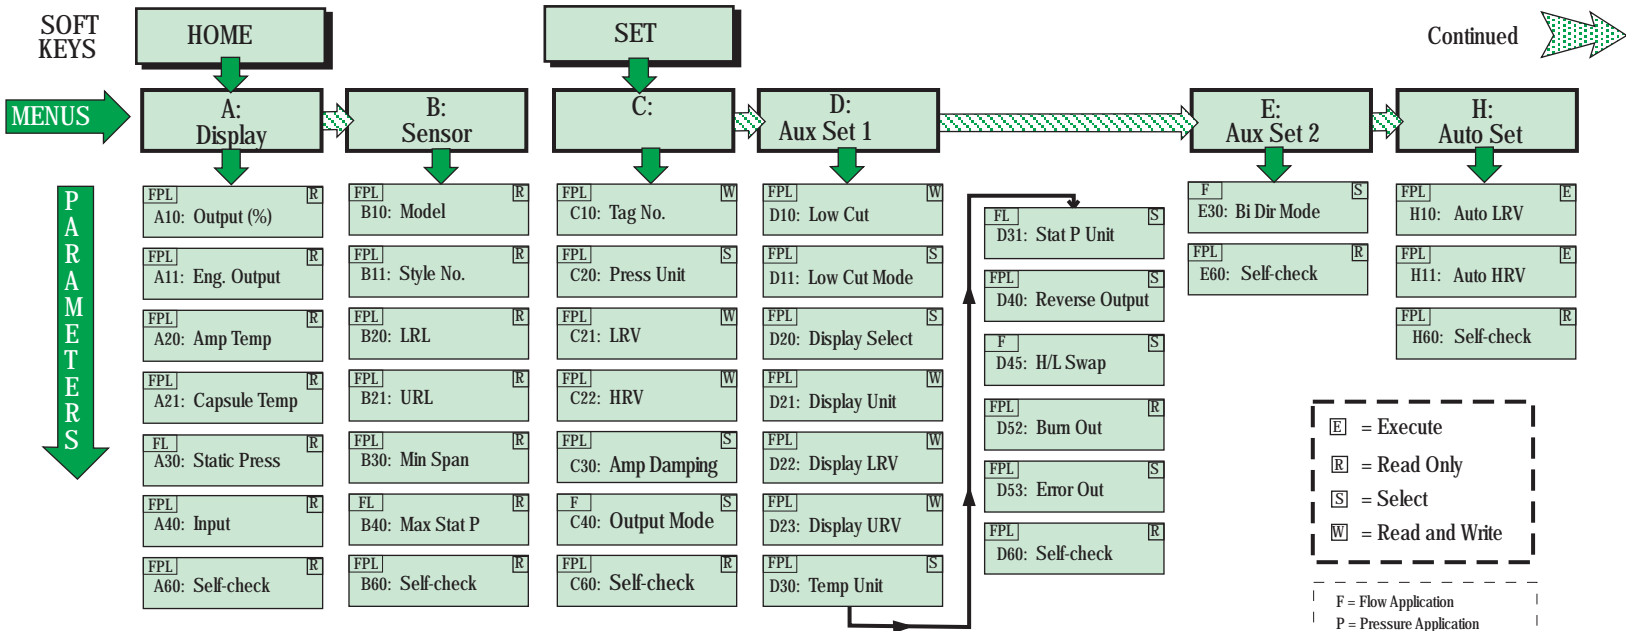 SOFT
KEYS
HOME
SET
Continued
MENUS
A:
Display
B:
Sensor
C:
D:
Aux Set 1
E:
Aux Set 2
H:
Auto Set
PARAMETERS
FPL R
A10: Output (%)
FPL R
A11: Eng. Output
FPL R
A20: Amp Temp
FPL R
A21: Capsule Temp
FL R
A30: Static Press
FPL R
A40: Input
FPL R
A60: Self-check
FPL R
B10: Model
FPL R
B11: Style No.
FPL R
B20: LRL
FPL R
B21: URL
FPL R
B30: Min Span
FL R
B40: Max Stat P
FPL R
B60: Self-check
FPL W
C10: Tag No.
FPL S
C20: Press Unit
FPL W
C21: LRV
FPL W
C22: HRV
FPL S
C30: Amp Damping
F S
C40: Output Mode
FPL R
C60: Self-check
FPL W
D10: Low Cut
FPL S
D11: Low Cut Mode
FPL S
D20: Display Select
FPL W
D21: Display Unit
FPL W
D22: Display LRV
FPL W
D23: Display URV
FPL S
D30: Temp Unit
FL S
D31: Stat P Unit
FPL S
D40: Reverse Output
F S
D45: H/L Swap
FPL R
D52: Burn Out
FPL S
D53: Error Out
FPL R
D60: Self-check
F S
E30: Bi Dir Mode
FPL R
E60: Self-check
FPL E
H10: Auto LRV
FPL E
H11: Auto HRV
FPL R
H60: Self-check
E = Execute
R = Read Only
S = Select
W = Read and Write
F = Flow Application
P = Pressure Application